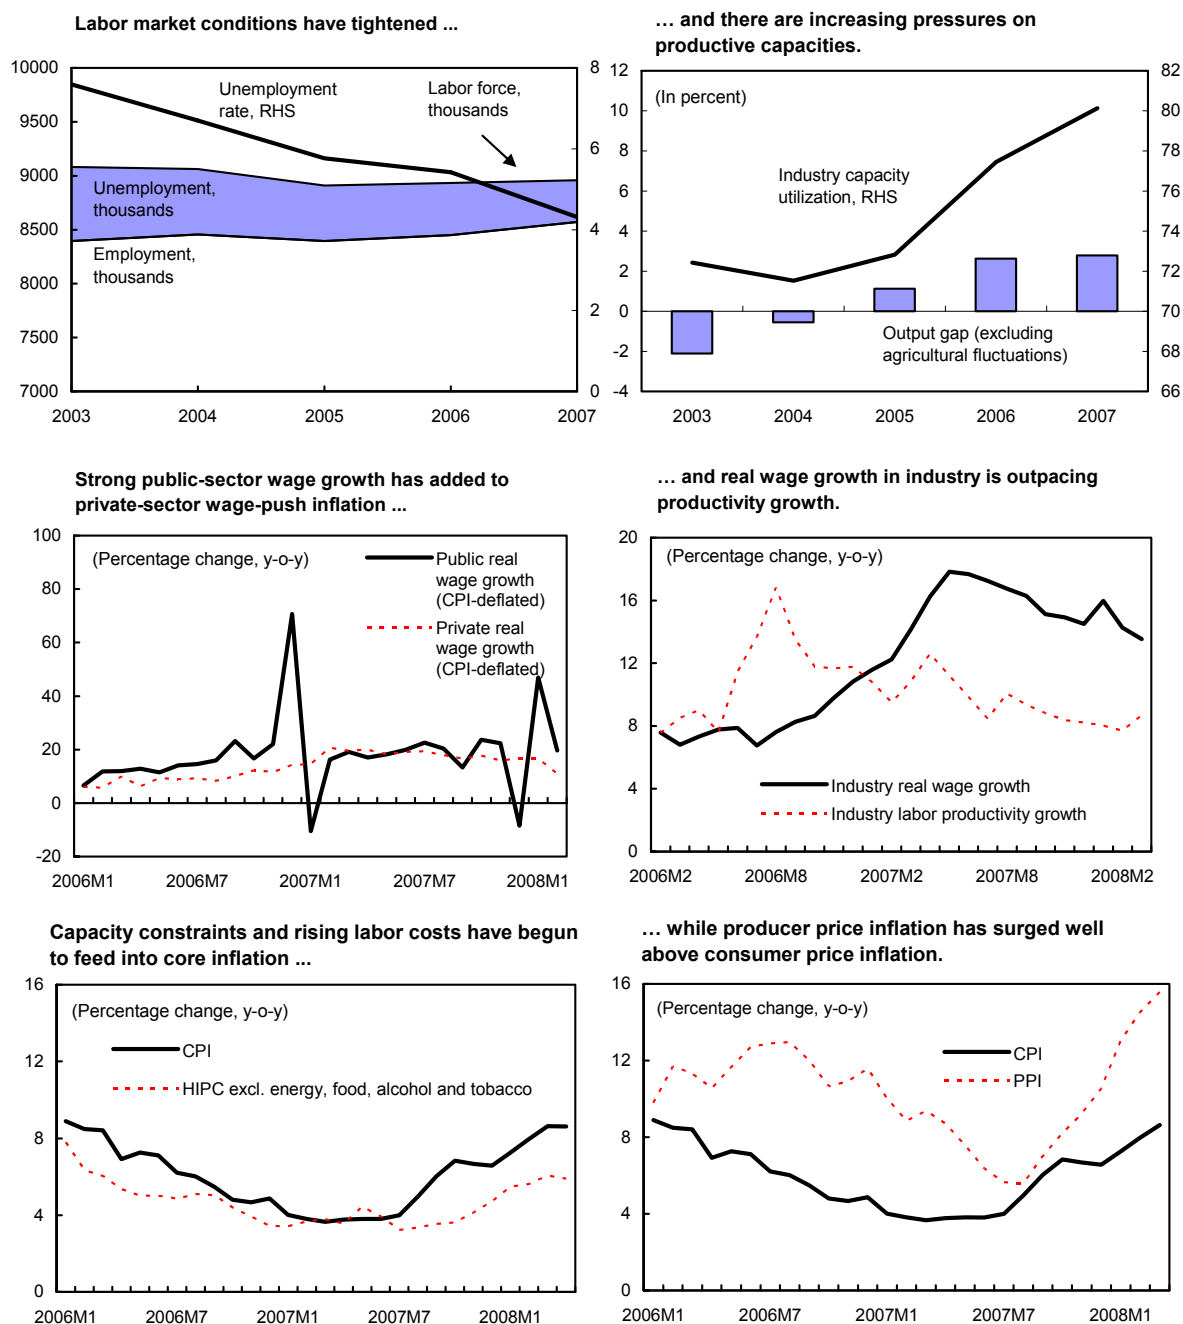 Labor market conditions have tightened ...
10000
9500
9000
8500
8000
7500
7000
8
6
4
2
0
Unemployment
rate, RHS
Labor force,
thousands
Unemployment,
thousands
Employment,
thousands
2003
2004
2005
2006
2007
… and there are increasing pressures on
productive capacities.
12
10
8
6
4
2
0
-2
-4
82
80
78
76
74
72
70
68
66
(In percent)
Industry capacity
utilization, RHS
Output gap (excluding
agricultural fluctuations)
2003
2004
2005
2006
2007
Strong public-sector wage growth has added to
private-sector wage-push inflation ...
100
80
60
40
20
0
-20
(Percentage change, y-o-y)
Public real
wage growth
(CPI-deflated)
Private real
wage growth
(CPI-deflated)
2006M1
2006M7
2007M1
2007M7
2008M1
… and real wage growth in industry is outpacing
productivity growth.
20
16
12
8
4
0
(Percentage change, y-o-y)
Industry real wage growth
Industry labor productivity growth
2006M2
2006M8
2007M2
2007M8
2008M2
Capacity constraints and rising labor costs have begun
to feed into core inflation ...
16
12
8
4
0
(Percentage change, y-o-y)
CPI
HIPC excl. energy, food, alcohol and tobacco
2006M1
2006M7
2007M1
2007M7
2008M1
… while producer price inflation has surged well
above consumer price inflation.
16
12
8
4
0
(Percentage change, y-o-y)
CPI
PPI
2006M1
2006M7
2007M1
2007M7
2008M1